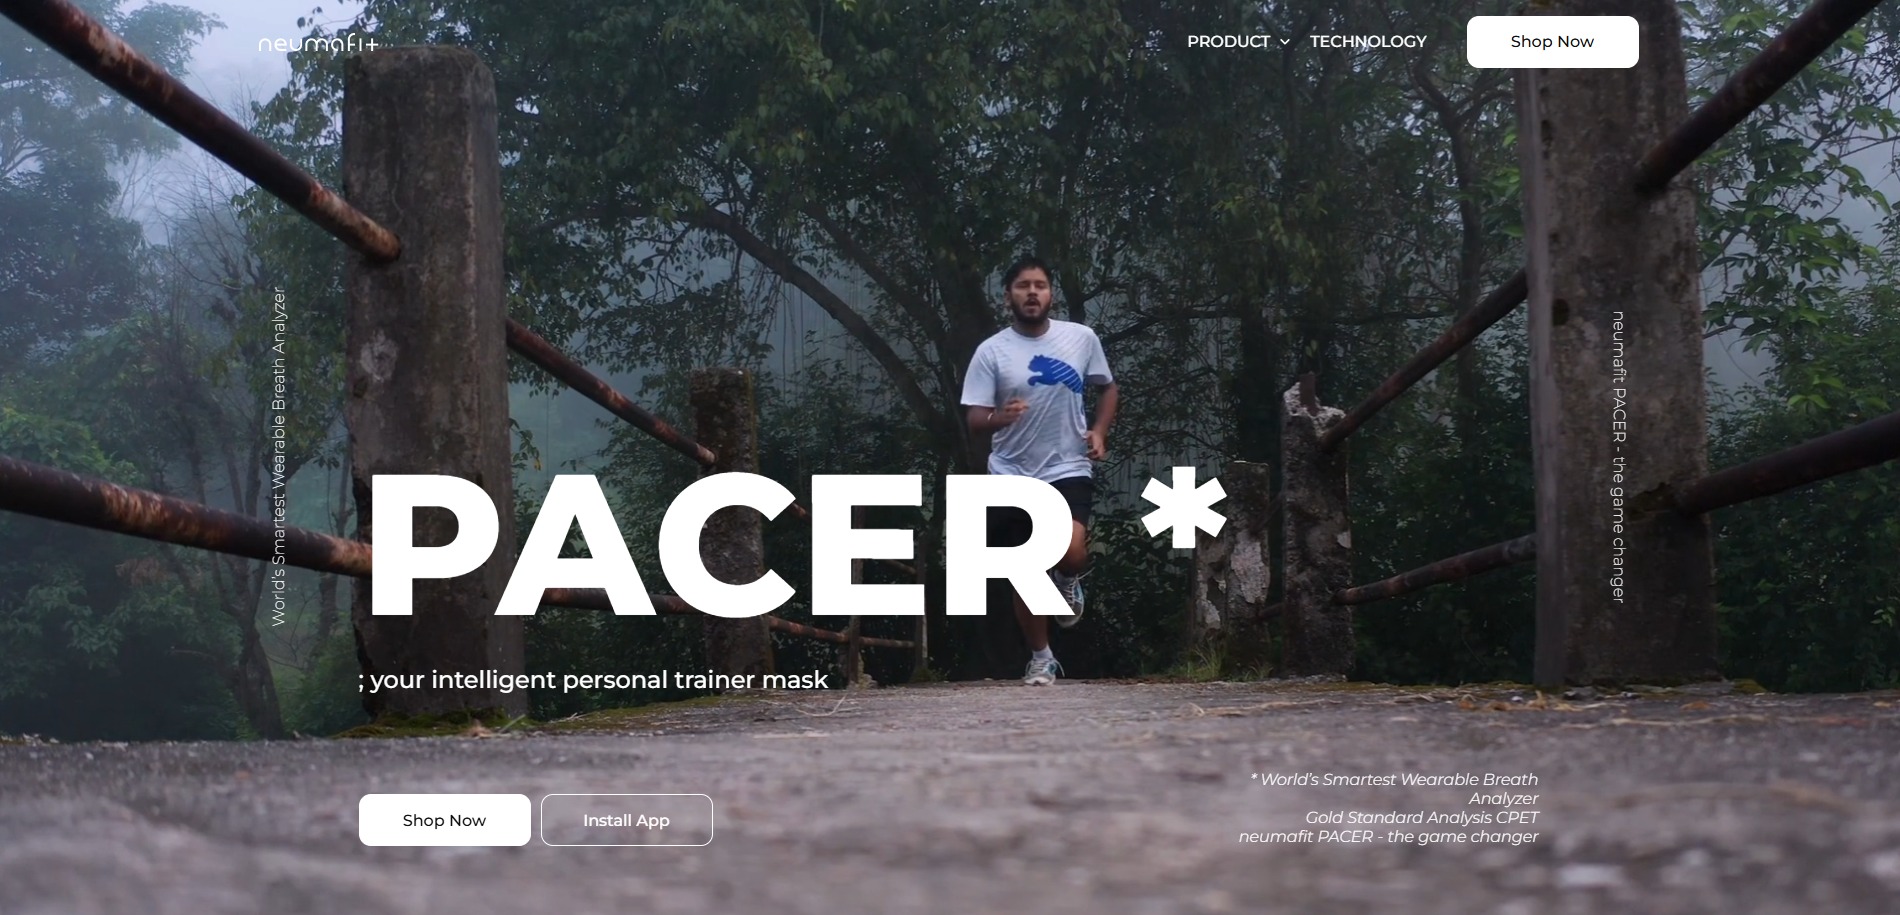 neumafit
PRODUCT
TECHNOLOGY
Shop Now
World's Smartest Wearable Breath Analyzer
neumafit PACER - the game changer
PACER *
; your intelligent personal trainer mask
Shop Now
Install App
* World's Smartest Wearable Breath
Analyzer
Gold Standard Analysis CPET
neumafit PACER - the game changer